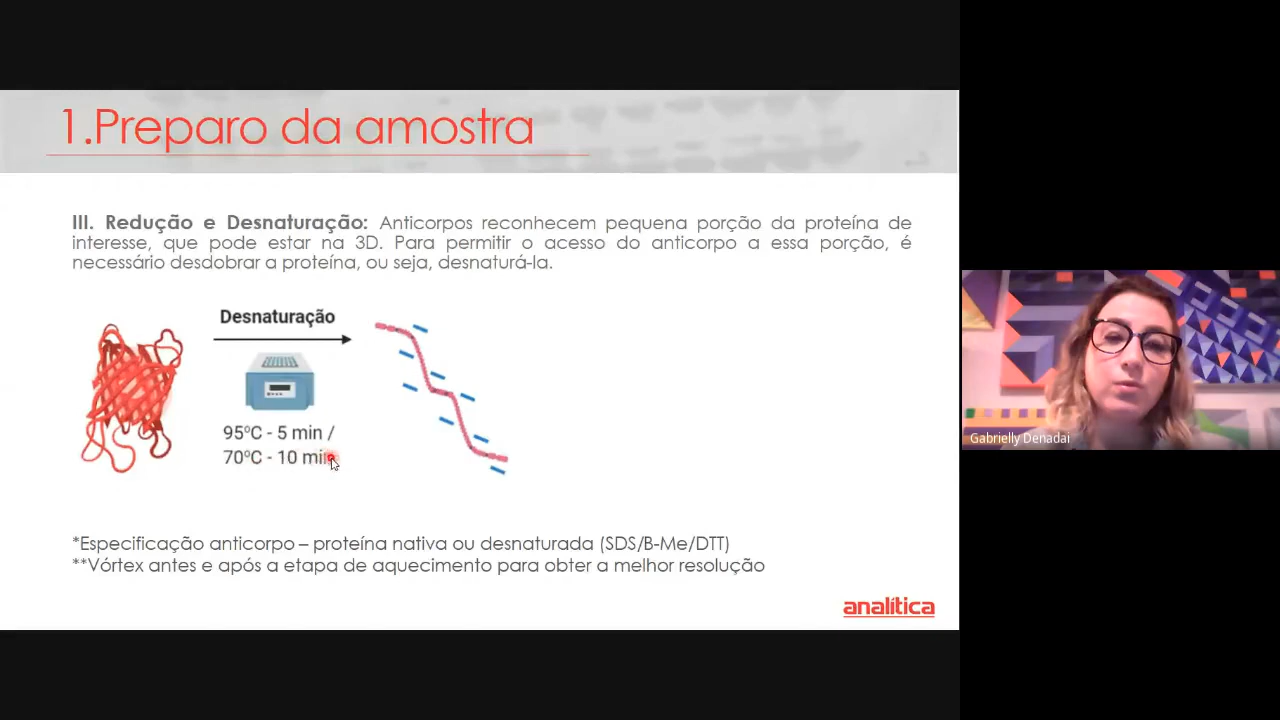 1.Preparo da amostra
III. Redução e Desnaturação: Anticorpos reconhecem pequena porção da proteína de
interesse, que pode estar na 3D. Para permitir o acesso do anticorpo a essa porção, é
necessário desdobrar a proteína, ou seja, desnaturá-la.
Desnaturação
95ºC - 5 min /
70ºC - 10 min
*Especificação anticorpo – proteína nativa ou desnaturada (SDS/B-Me/DTT)
**Vórtex antes e após a etapa de aquecimento para obter a melhor resolução
analítica
Gabrielly Denadai